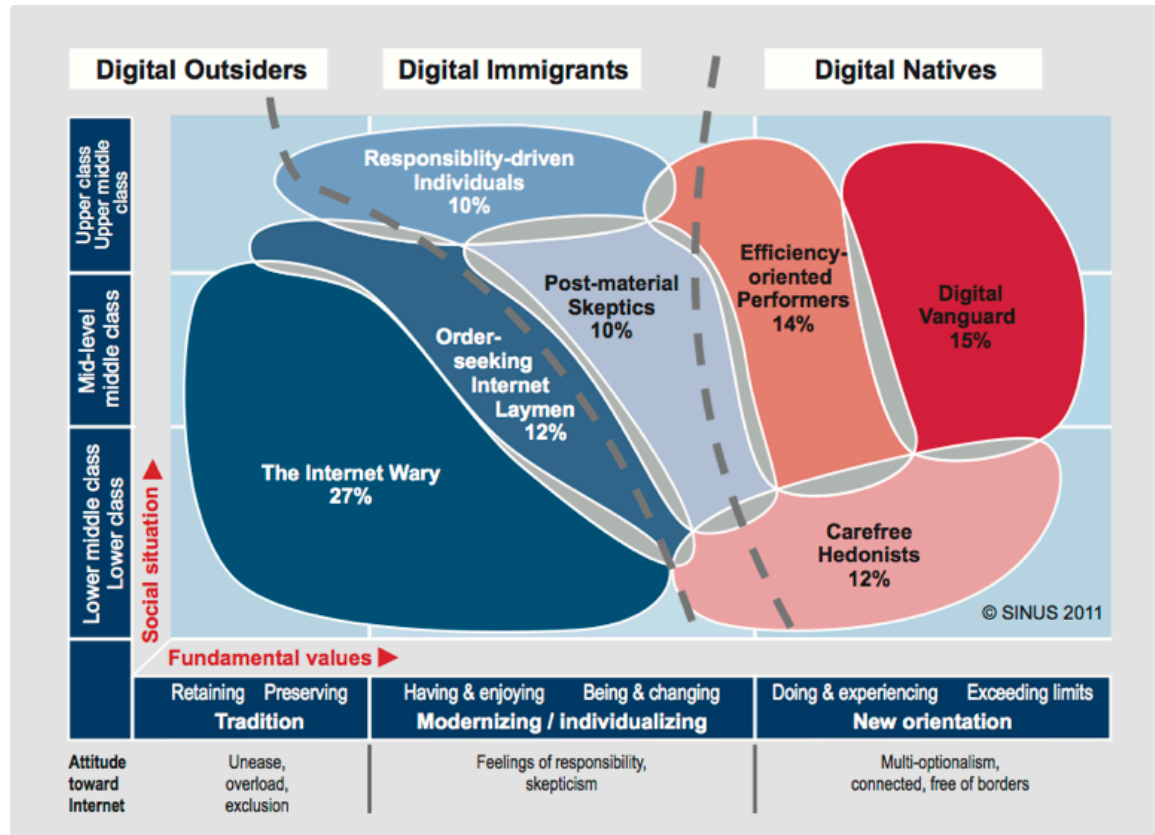 Digital Outsiders
Digital Immigrants
Digital Natives
Upper class
Upper middle
class
Mid-level
middle class
Lower middle class
Lower class
Social situation
Responsiblity-driven
Individuals
10%
Post-material
Skeptics
10%
Efficiency-
oriented
Performers
14%
Digital
Vanguard
15%
Order-
seeking
Internet
Laymen
12%
The Internet Wary
27%
Carefree
Hedonists
12%
© SINUS 2011
Fundamental values
Retaining Preserving
Tradition
Having & enjoying Being & changing
Modernizing / individualizing
Doing & experiencing Exceeding limits
New orientation
Attitude
toward
Internet
Unease,
overload,
exclusion
Feelings of responsibility,
skepticism
Multi-optionalism,
connected, free of borders